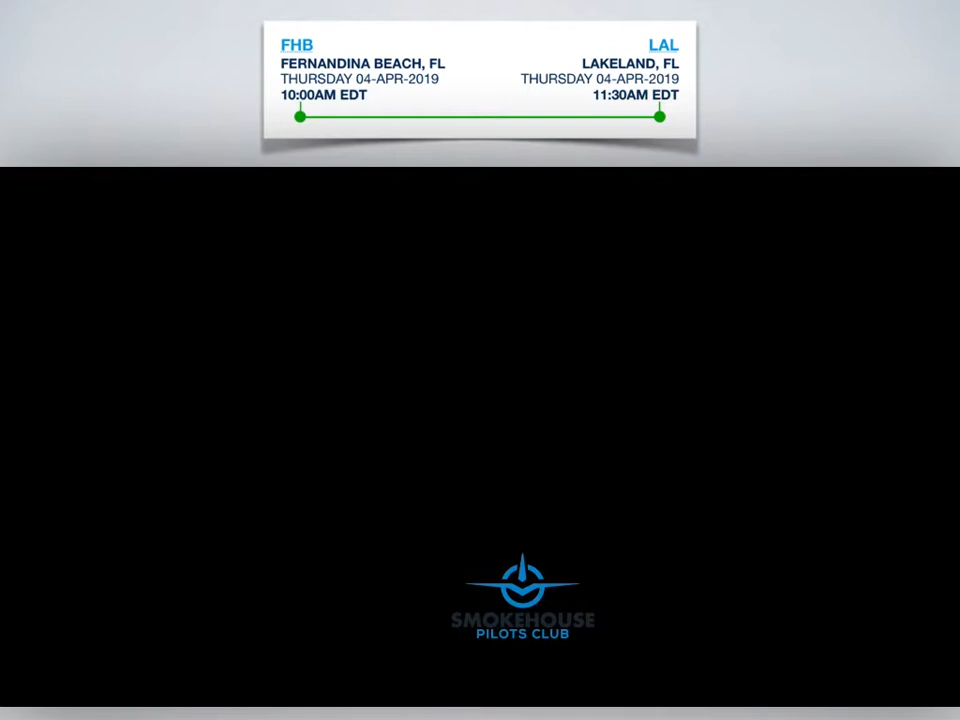 FHB
FERNANDINA BEACH, FL
THURSDAY 04-APR-2019
10:00AM EDT
LAL
LAKELAND, FL
THURSDAY 04-APR-2019
11:30AM EDT
SMOKEHOUSE
PILOTS CLUB